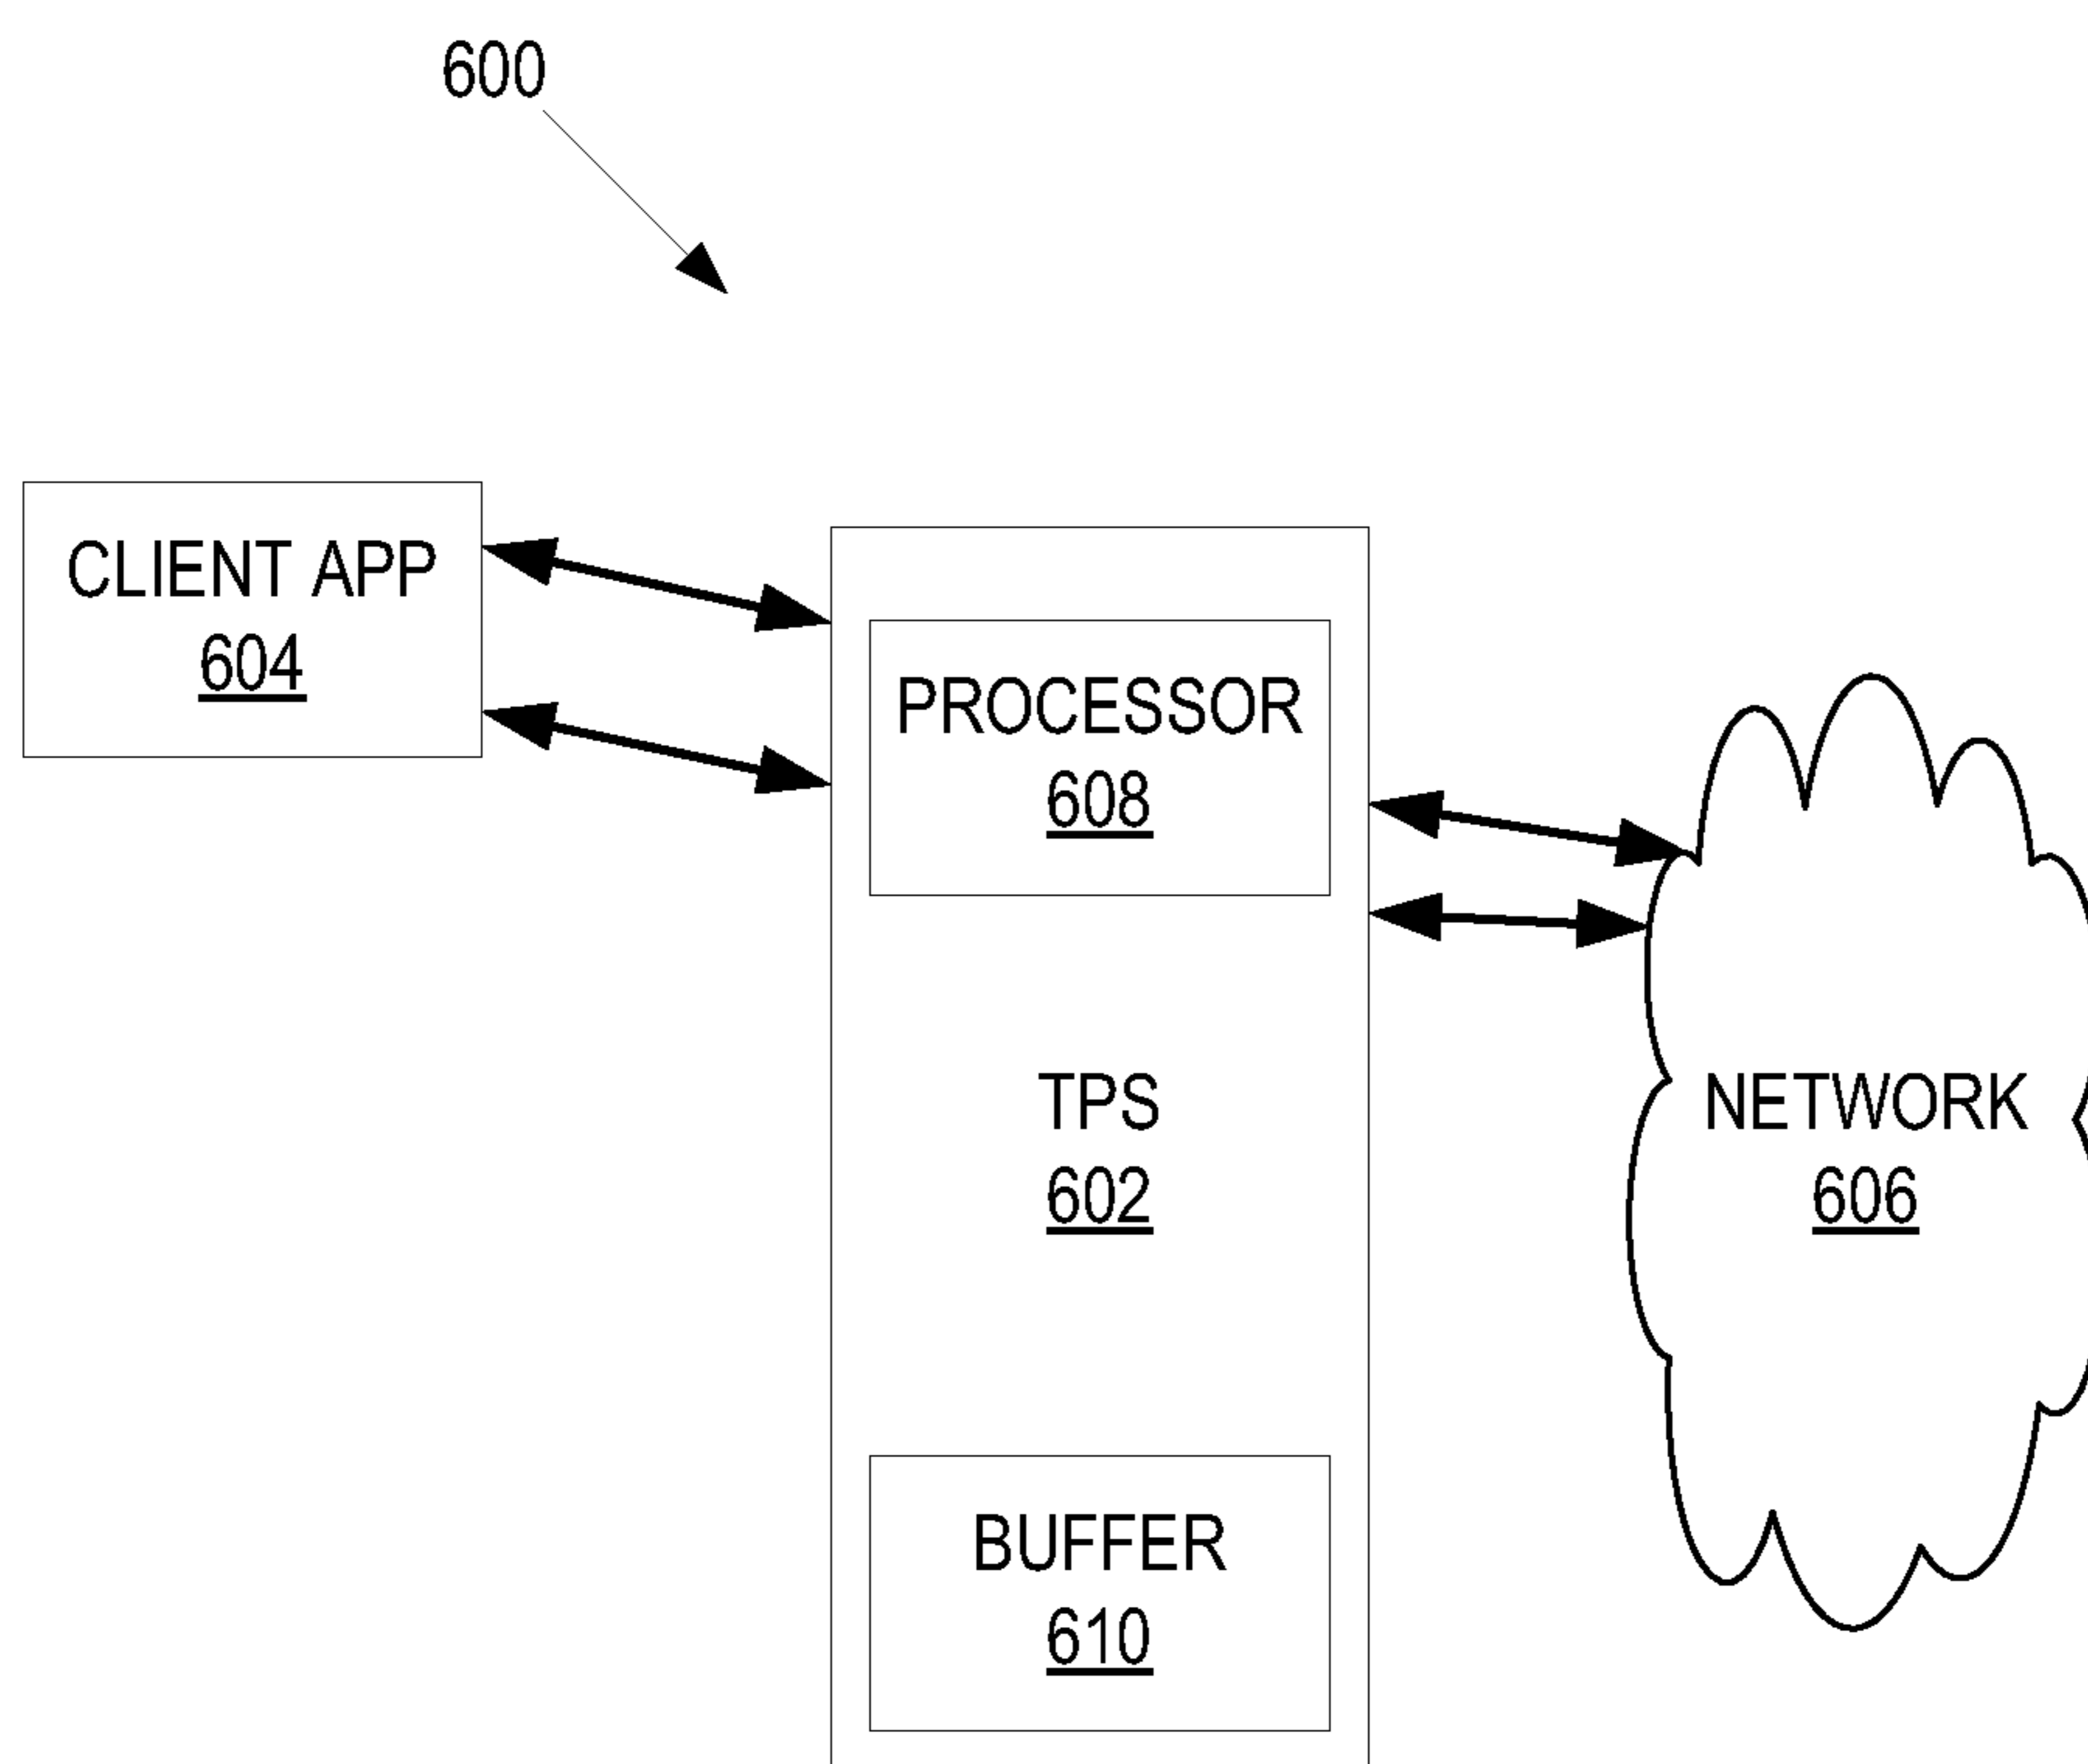 600
CLIENT APP
604
PROCESSOR
608
TPS
602
NETWORK
606
BUFFER
610